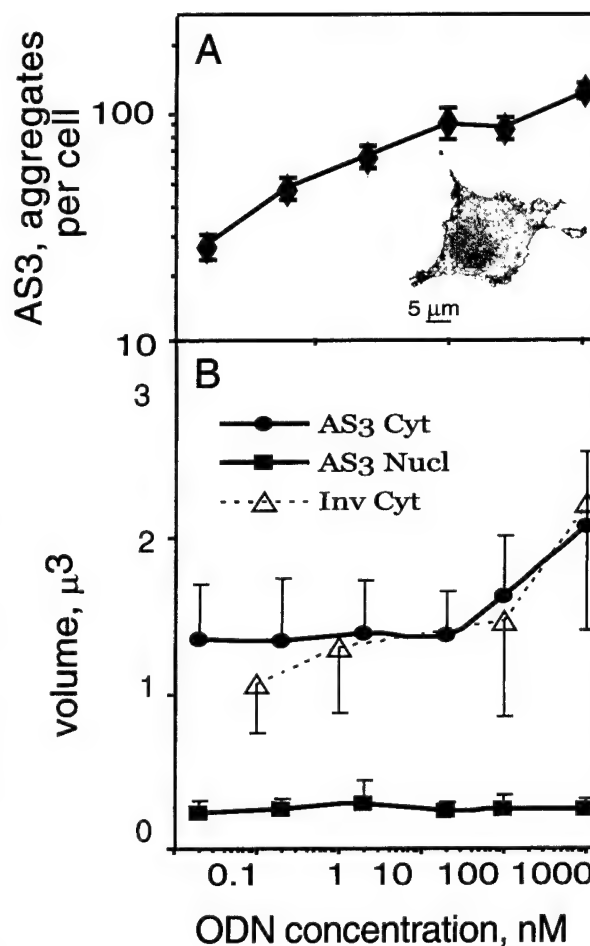 A
AS3, aggregates
per cell
100
10
5 μm
B
3
2
1
0
AS3 Cyt
AS3 Nucl
Inv Cyt
volume, μ3
0.1 1 10 100 1000
ODN concentration, nM